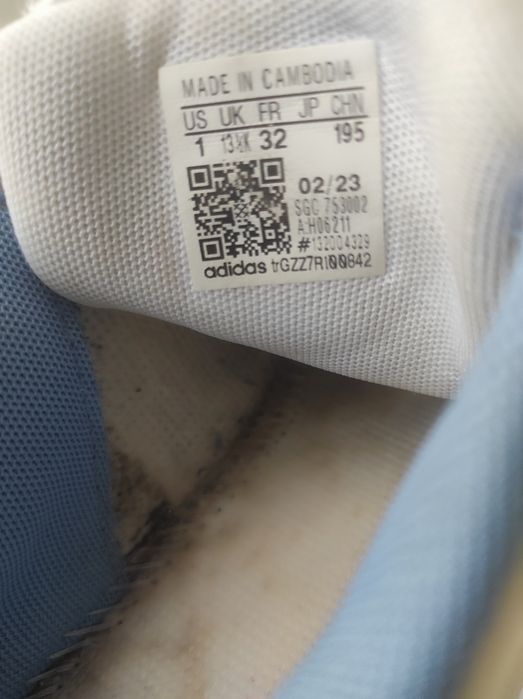 MADE IN CAMBODIA
US UK FR JP CHN
1 13½K 32 195
02/23
SGC 753002
A:H06211
#132004329
adidas trGZZ7RI00842